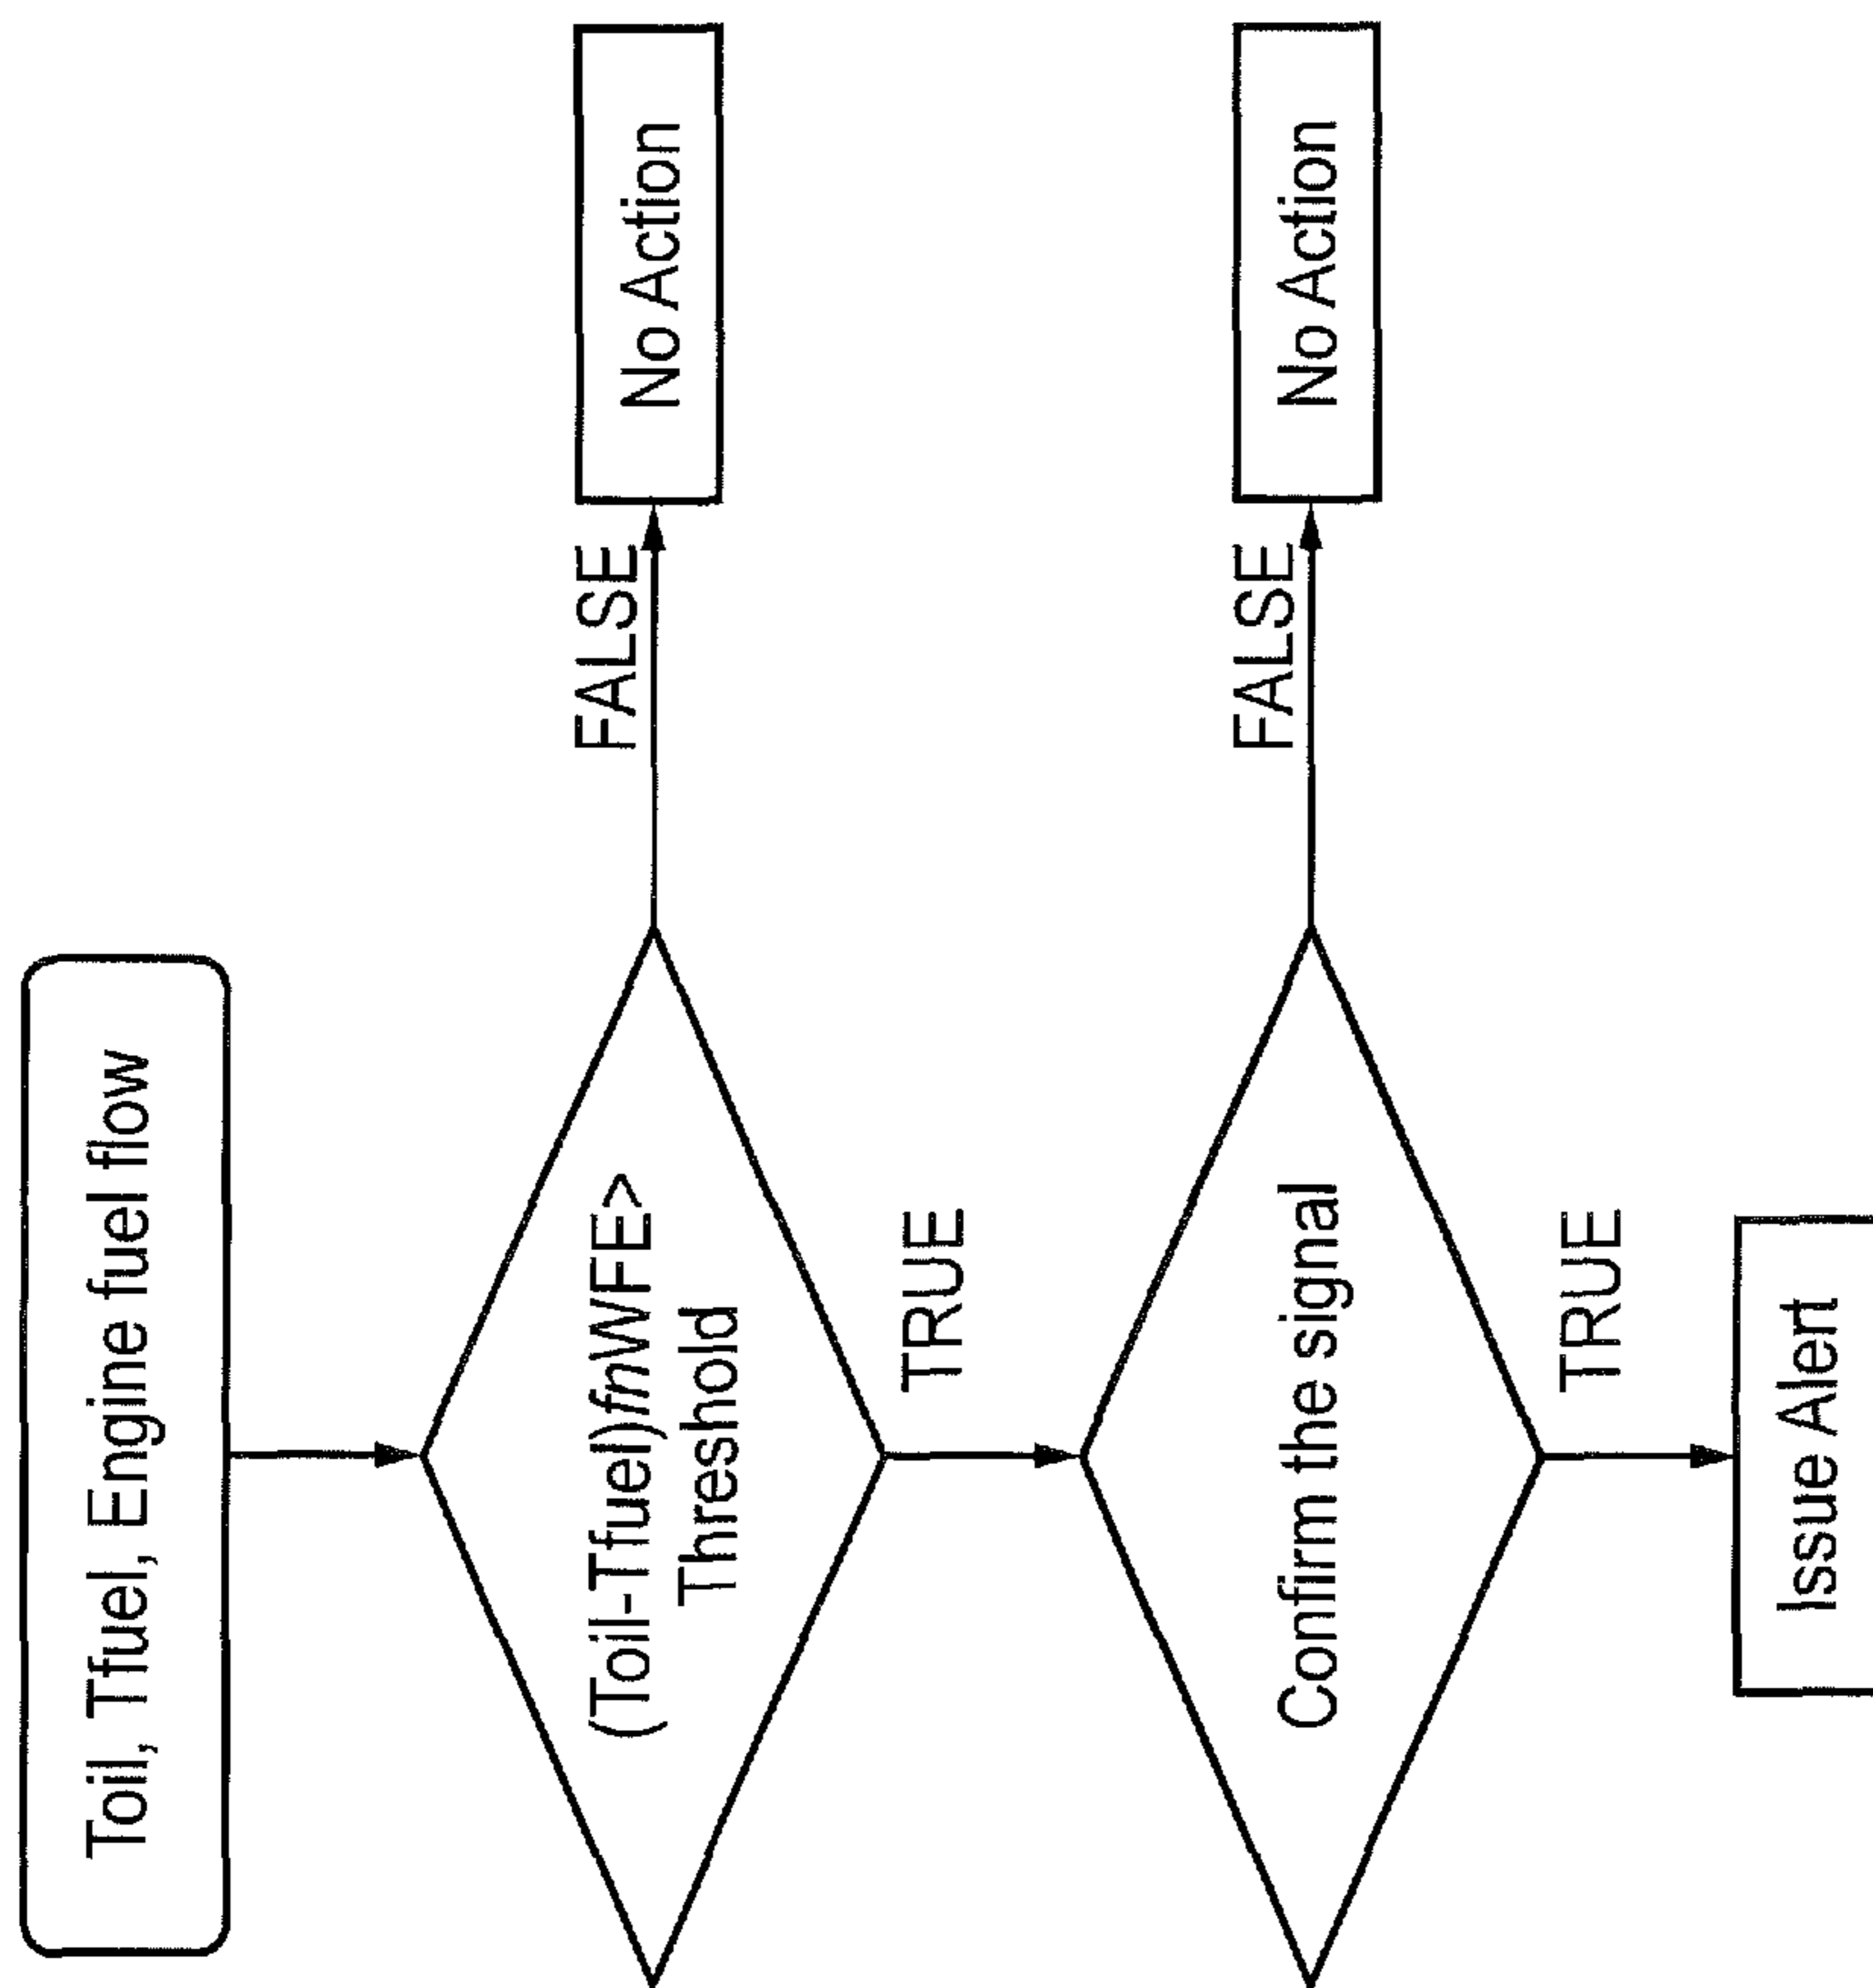 Toil, Tfuel, Engine fuel flow
(Toil-Tfuel)fnWFE>
Threshold
FALSE
No Action
TRUE
Confirm the signal
FALSE
No Action
TRUE
Issue Alert